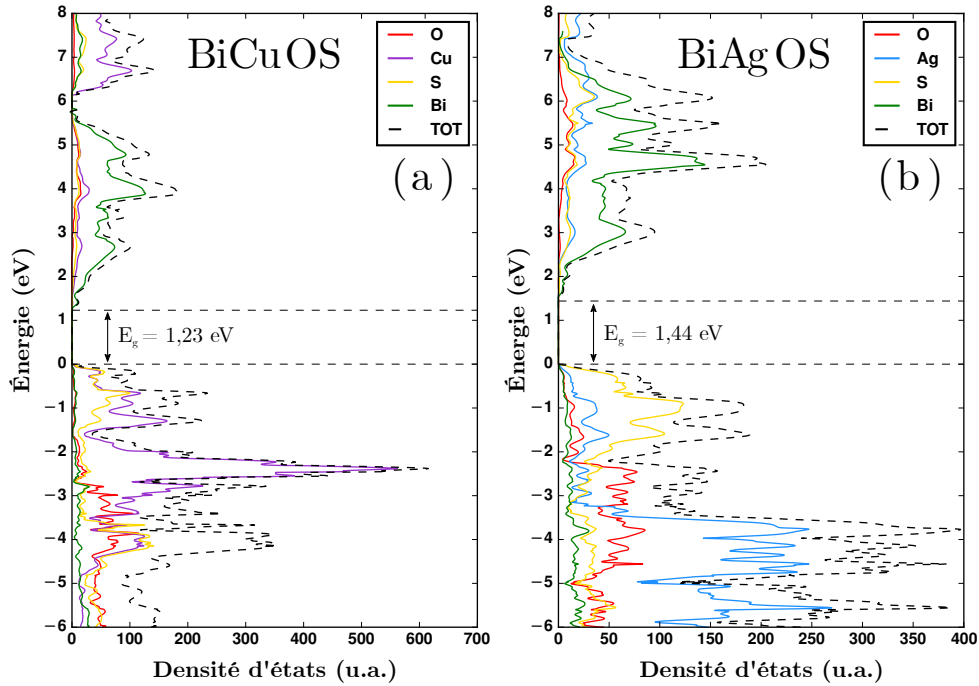 BiCuOS
O
Cu
S
Bi
TOT
(a)
E_g = 1,23 eV
Énergie (eV)
8
7
6
5
4
3
2
1
0
−1
−2
−3
−4
−5
−6
0
100
200
300
400
500
600
700
Densité d'états (u.a.)
BiAgOS
O
Ag
S
Bi
TOT
(b)
E_g = 1,44 eV
Énergie (eV)
8
7
6
5
4
3
2
1
0
−1
−2
−3
−4
−5
−6
0
50
100
150
200
250
300
350
400
Densité d'états (u.a.)